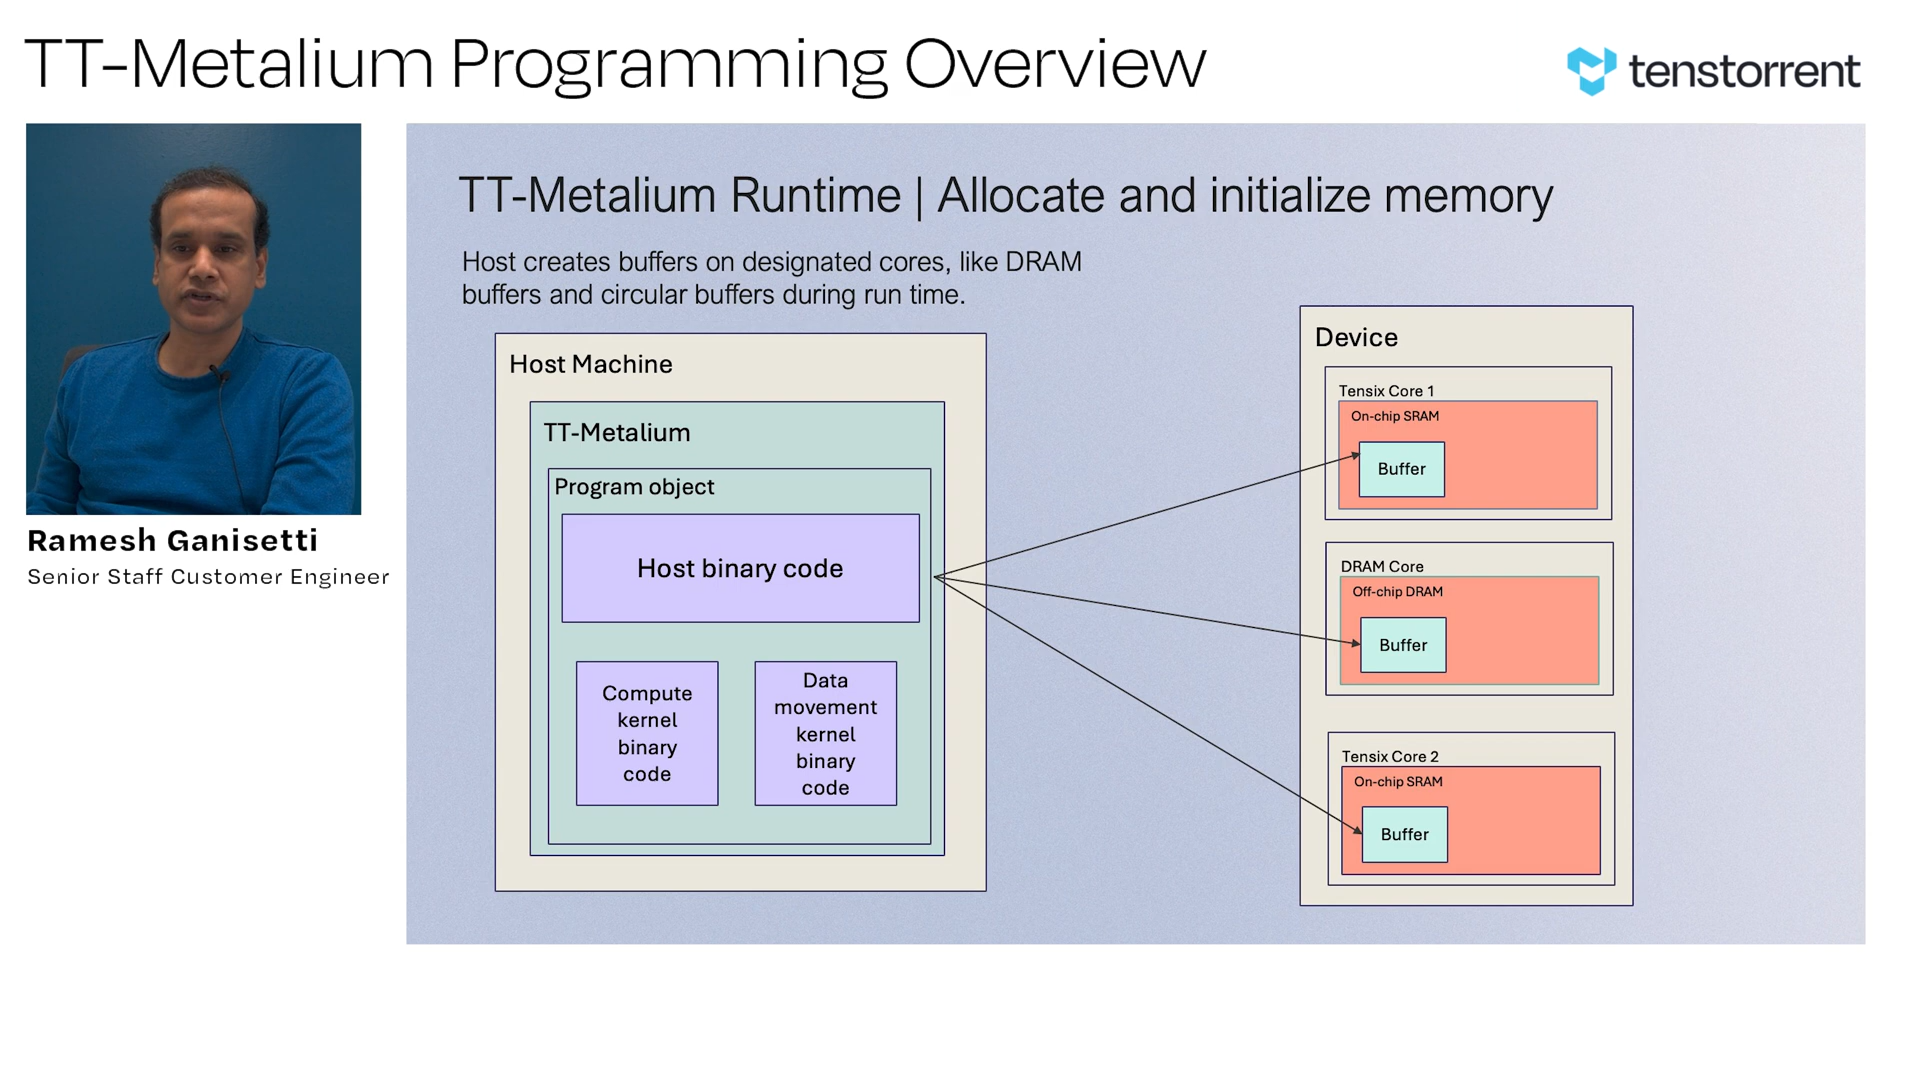 TT-Metalium Programming Overview
tenstorrent
Ramesh Ganisetti
Senior Staff Customer Engineer
TT-Metalium Runtime | Allocate and initialize memory
Host creates buffers on designated cores, like DRAM
buffers and circular buffers during run time.
Host Machine
TT-Metalium
Program object
Host binary code
Compute
kernel
binary
code
Data
movement
kernel
binary
code
Device
Tensix Core 1
On-chip SRAM
Buffer
DRAM Core
Off-chip DRAM
Buffer
Tensix Core 2
On-chip SRAM
Buffer